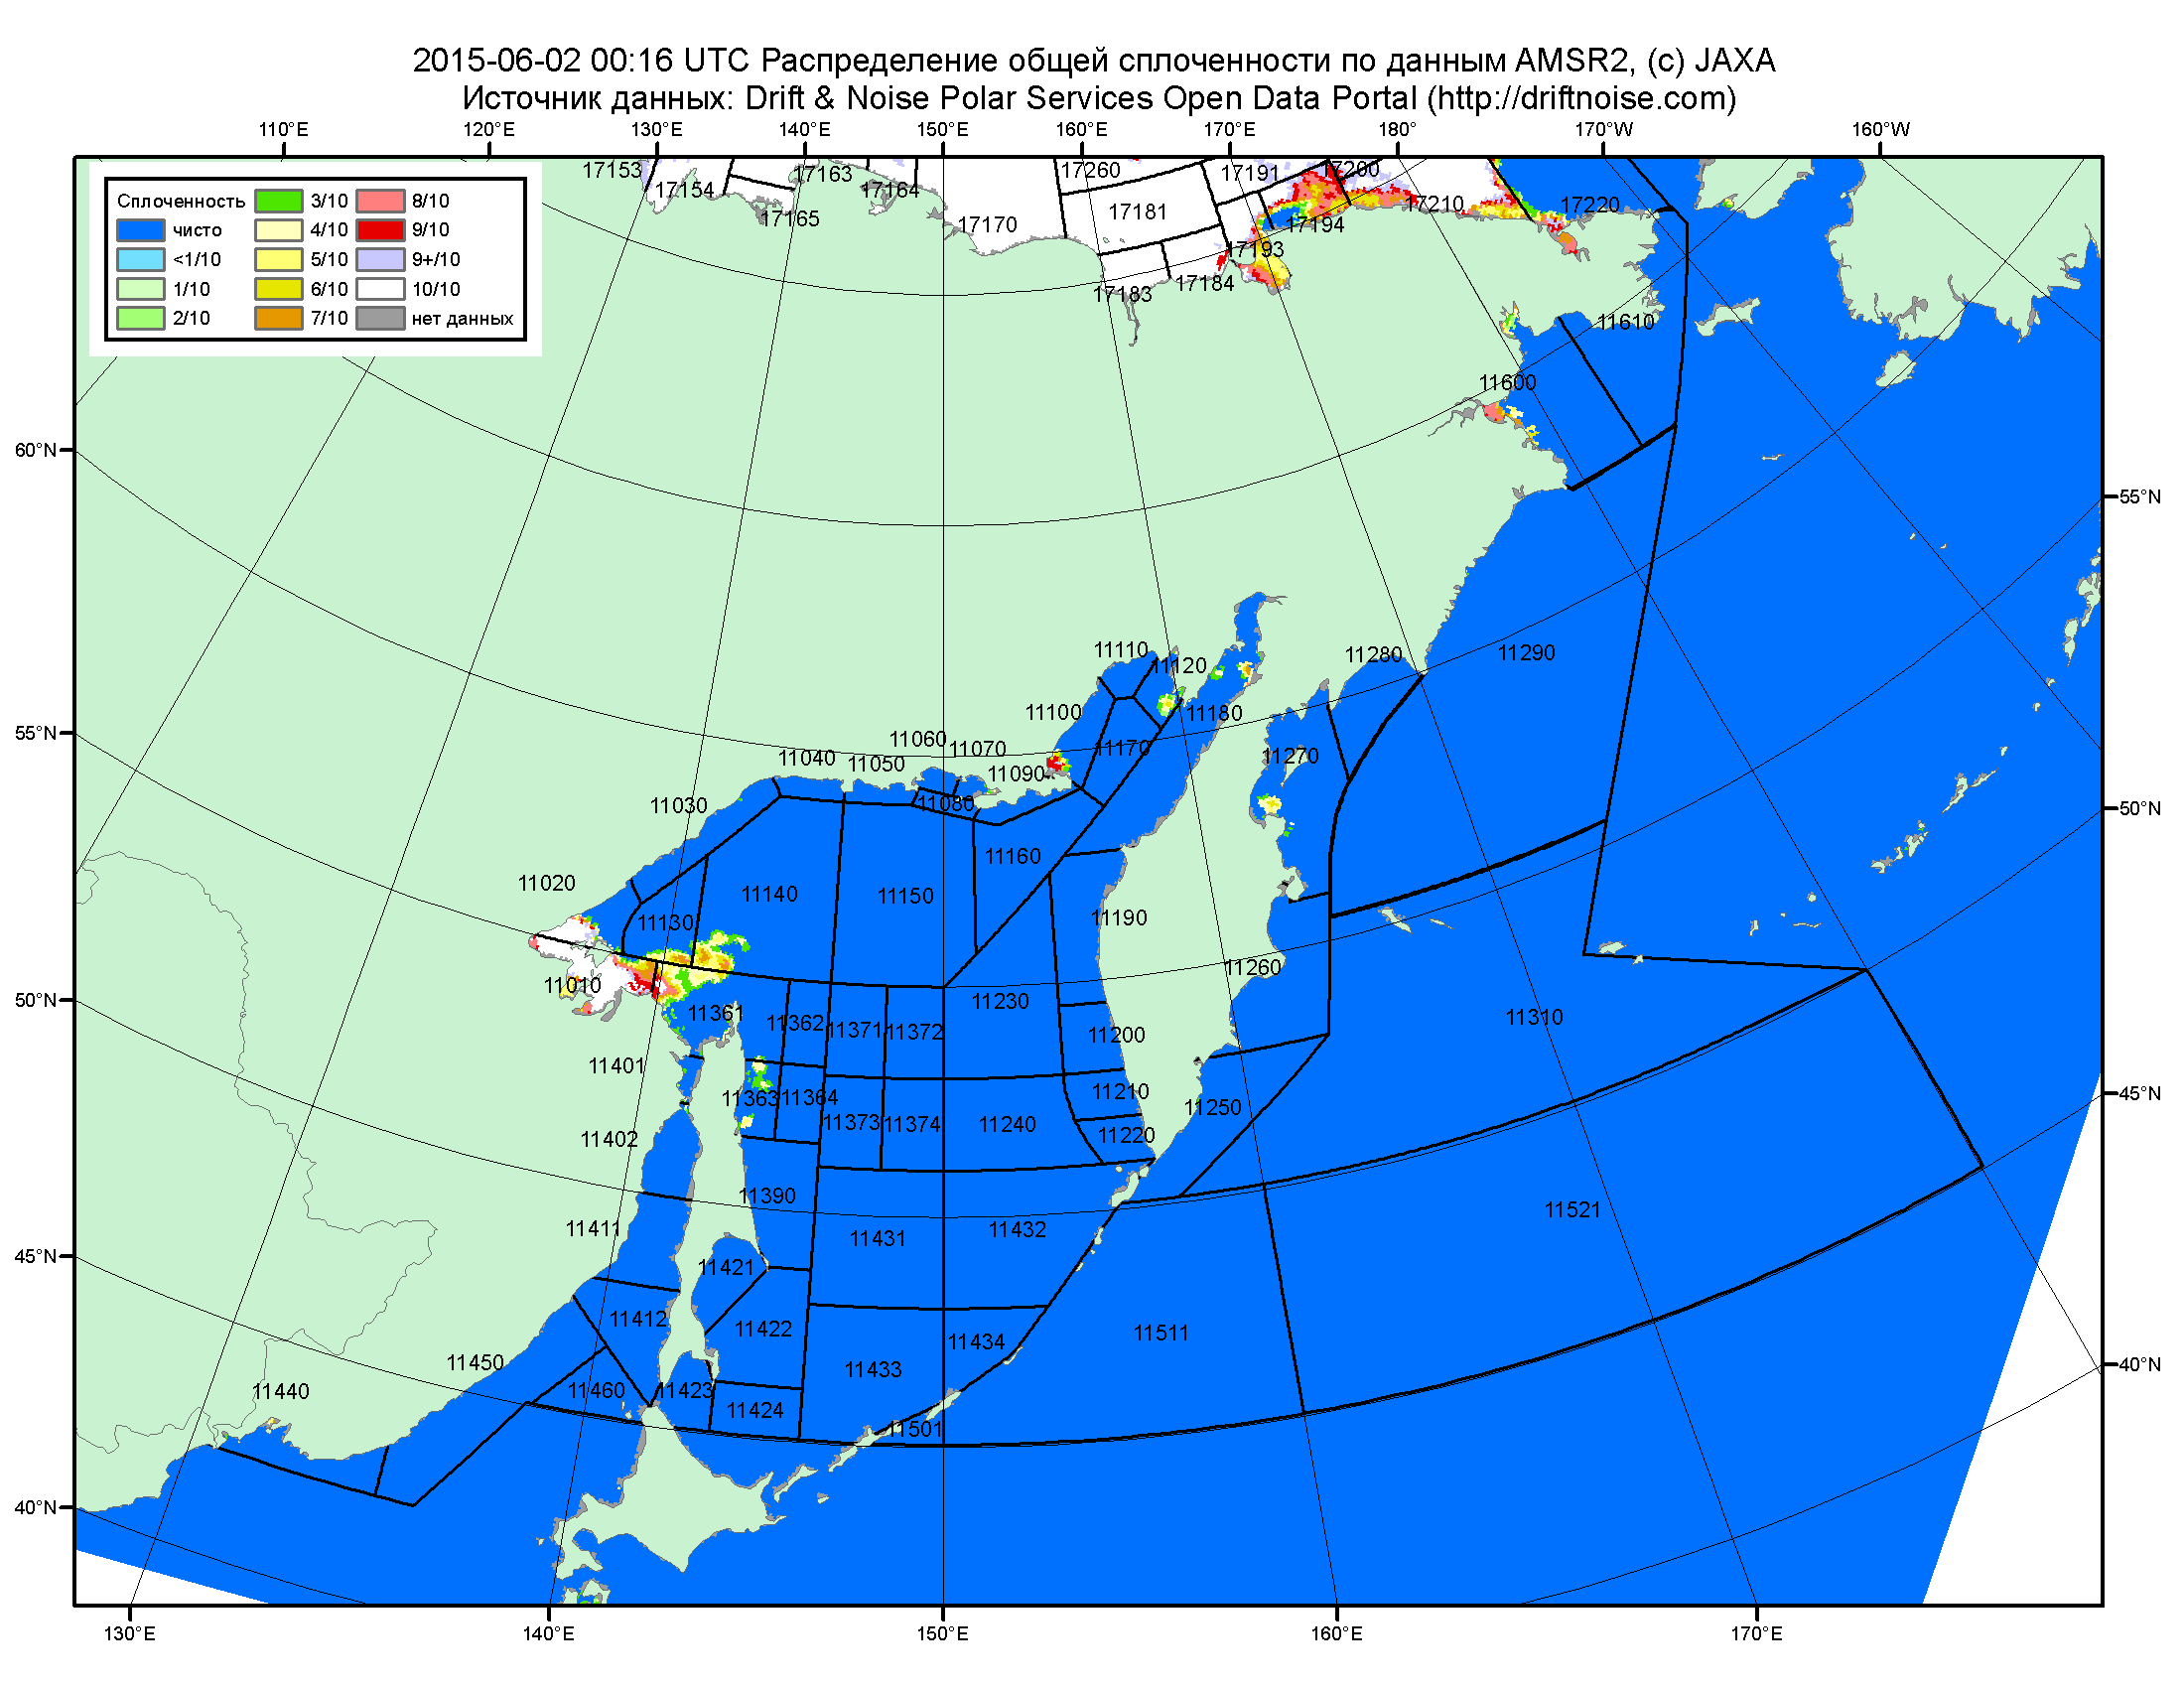 2015-06-02 00:16 UTC Распределение общей сплоченности по данным AMSR2, (c) JAXA
Источник данных: Drift & Noise Polar Services Open Data Portal (http://driftnoise.com)
110°E 120°E 130°E 140°E 150°E 160°E 170°E 180° 170°W 160°W
Сплоченность 3/10 8/10
чисто 4/10 9/10
<1/10 5/10 9+/10
1/10 6/10 10/10
2/10 7/10 нет данных
17153 17154 17163 17164 17165 17260 17191 17200
17170 17181 17194 17210 17220
17193
17183 17184
11610
11600
60°N
55°N
11110 11120 11280 11290
11100 11180
55°N 11040 11050 11060 11070 11170 11270
11090
11030 11080 50°N
11160
11020 11140 11150
11130 11190
11260
50°N 11010 11230
11361 11362 11371 11372 11200 11310
11401 11363 11364 11210 45°N
11373 11374 11240 11250
11402 11220
11390 11521
11411 11431 11432
45°N 11421
11412 11422 11511
11434
11450 11433 40°N
11440 11460 11423
11424
11501
40°N
130°E 140°E 150°E 160°E 170°E